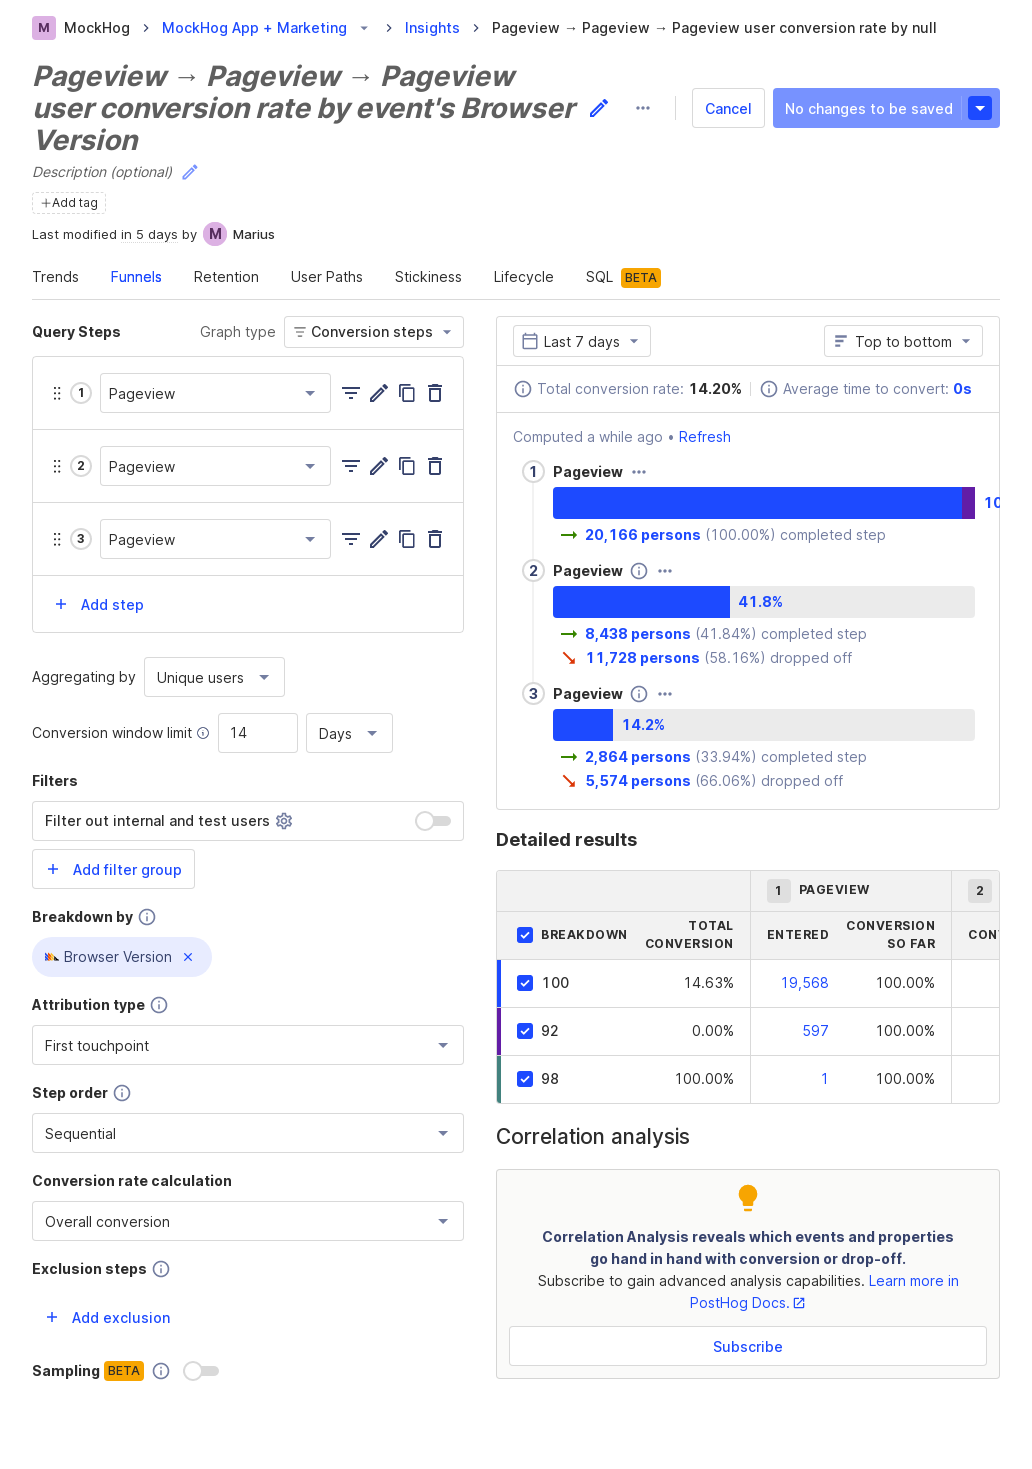 M MockHog > MockHog App + Marketing > Insights > Pageview → Pageview → Pageview user conversion rate by null
Pageview → Pageview → Pageview
user conversion rate by event's Browser
Version
Cancel
No changes to be saved
Description (optional)
+Add tag
Last modified in 5 days by M Marius
Trends Funnels Retention User Paths Stickiness Lifecycle SQL BETA
Query Steps
Graph type
Conversion steps
1 Pageview
2 Pageview
3 Pageview
+ Add step
Aggregating by Unique users
Conversion window limit 14 Days
Filters
Filter out internal and test users
+ Add filter group
Breakdown by
Browser Version
Attribution type
First touchpoint
Step order
Sequential
Conversion rate calculation
Overall conversion
Exclusion steps
+ Add exclusion
Sampling BETA
Last 7 days
Top to bottom
Total conversion rate: 14.20%
Average time to convert: 0s
Computed a while ago • Refresh
1 Pageview
→ 20,166 persons (100.00%) completed step
2 Pageview
41.8%
→ 8,438 persons (41.84%) completed step
↘ 11,728 persons (58.16%) dropped off
3 Pageview
14.2%
→ 2,864 persons (33.94%) completed step
↘ 5,574 persons (66.06%) dropped off
Detailed results
1 PAGEVIEW 2
BREAKDOWN TOTAL CONVERSION ENTERED CONVERSION SO FAR
100 14.63% 19,568 100.00%
92 0.00% 597 100.00%
98 100.00% 1 100.00%
Correlation analysis
Correlation Analysis reveals which events and properties
go hand in hand with conversion or drop-off.
Subscribe to gain advanced analysis capabilities. Learn more in
PostHog Docs.
Subscribe